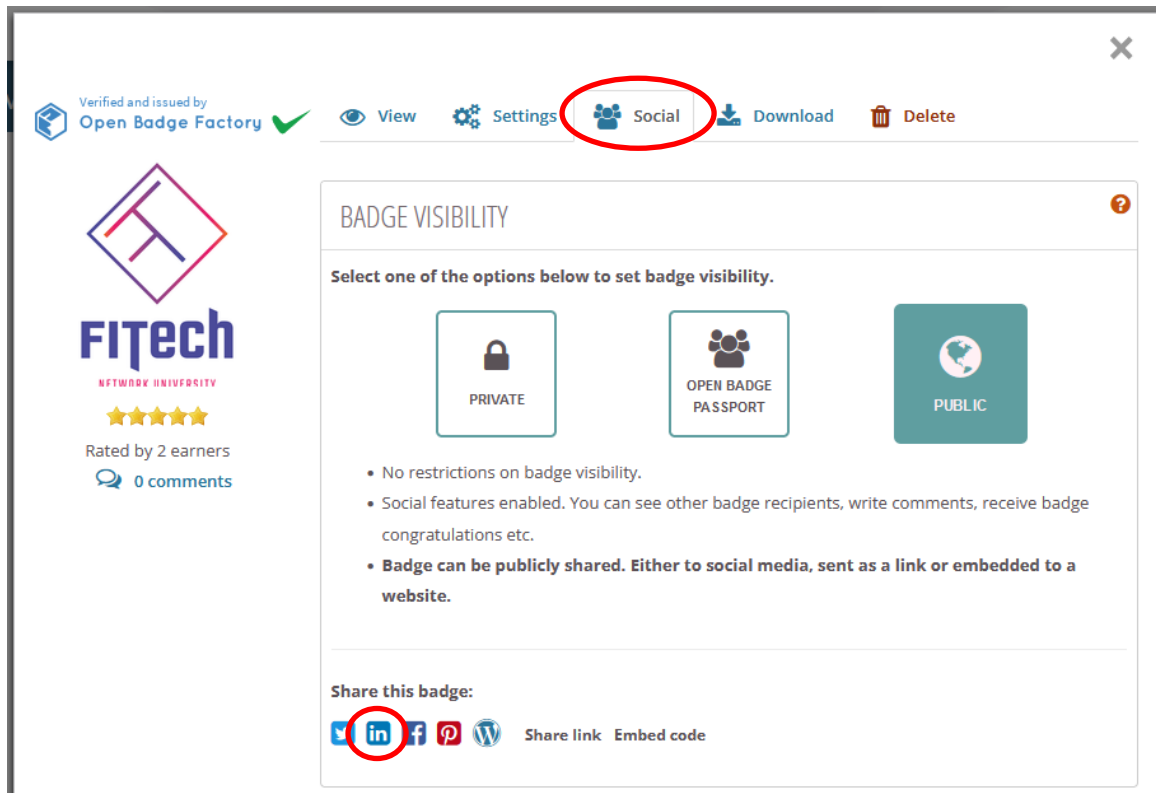 Verified and issued by
Open Badge Factory
View Settings Social Download Delete
FITech
NETWORK UNIVERSITY
Rated by 2 earners
0 comments
BADGE VISIBILITY
?
Select one of the options below to set badge visibility.
PRIVATE
OPEN BADGE
PASSPORT
PUBLIC
• No restrictions on badge visibility.
• Social features enabled. You can see other badge recipients, write comments, receive badge
congratulations etc.
• Badge can be publicly shared. Either to social media, sent as a link or embedded to a
website.
Share this badge:
in f Share link Embed code